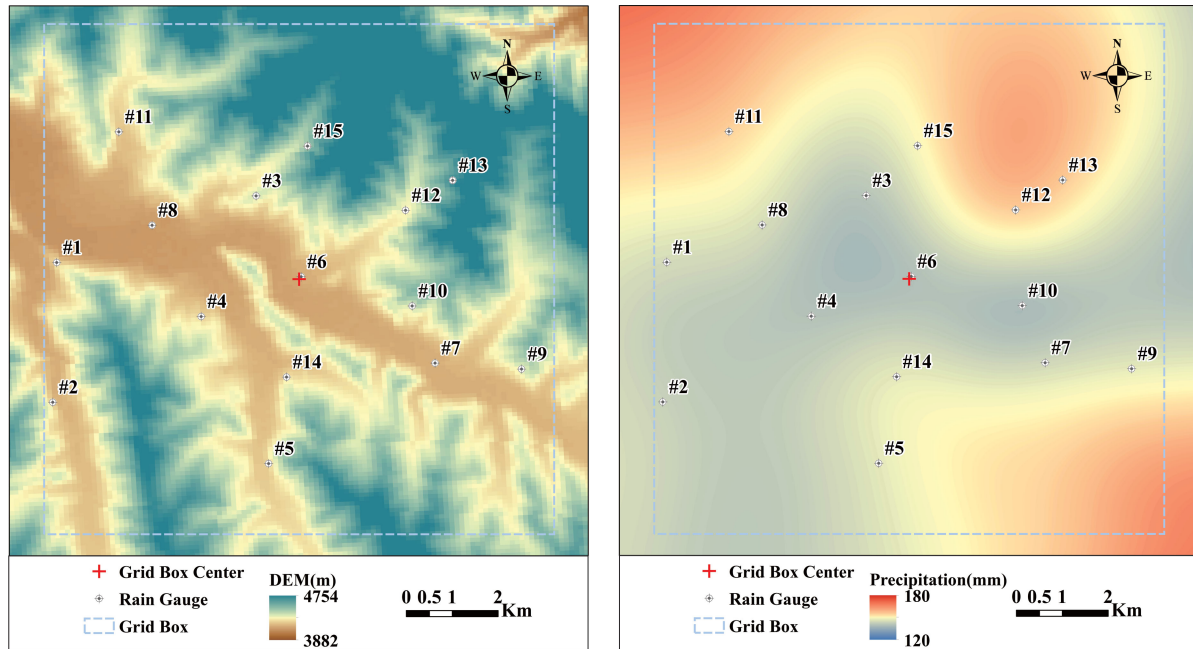 N
W E
S
#11
#15
#3
#13
#12
#8
#1
#6
#4
#10
#7
#9
#14
#2
#5
Grid Box Center
Rain Gauge
Grid Box
DEM(m)
4754
3882
0 0.5 1 2
Km
N
W E
S
#11
#15
#3
#13
#12
#8
#1
#6
#4
#10
#7
#9
#14
#2
#5
Grid Box Center
Rain Gauge
Grid Box
Precipitation(mm)
180
120
0 0.5 1 2
Km